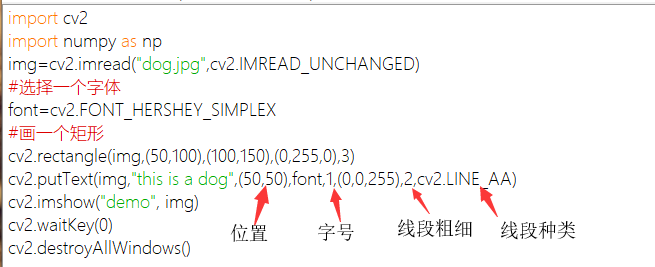 import cv2
import numpy as np
img=cv2.imread("dog.jpg",cv2.IMREAD_UNCHANGED)
#选择一个字体
font=cv2.FONT_HERSHEY_SIMPLEX
#画一个矩形
cv2.rectangle(img,(50,100),(100,150),(0,255,0),3)
cv2.putText(img,"this is a dog",(50,50),font,1,(0,0,255),2,cv2.LINE_AA)
cv2.imshow("demo", img)
cv2.waitKey(0)
位置 字号 线段粗细 线段种类
cv2.destroyAllWindows()